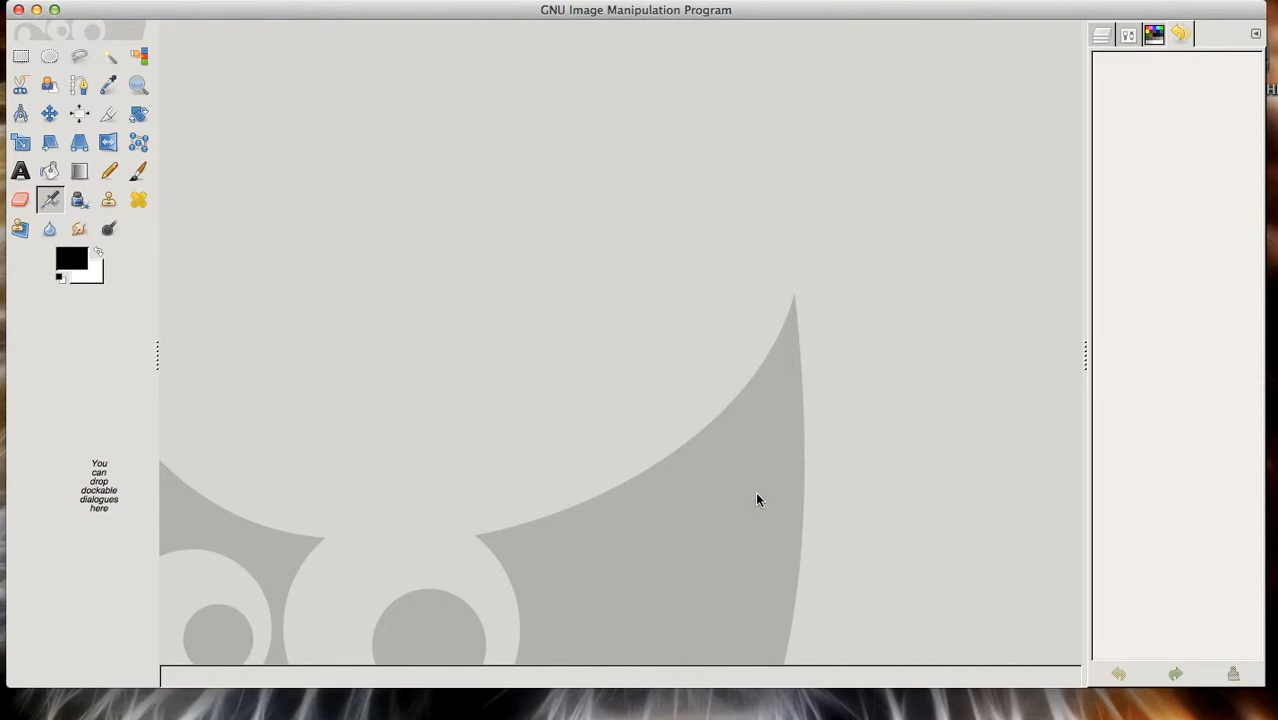 GNU Image Manipulation Program
You
can
drop
dockable
dialogues
here